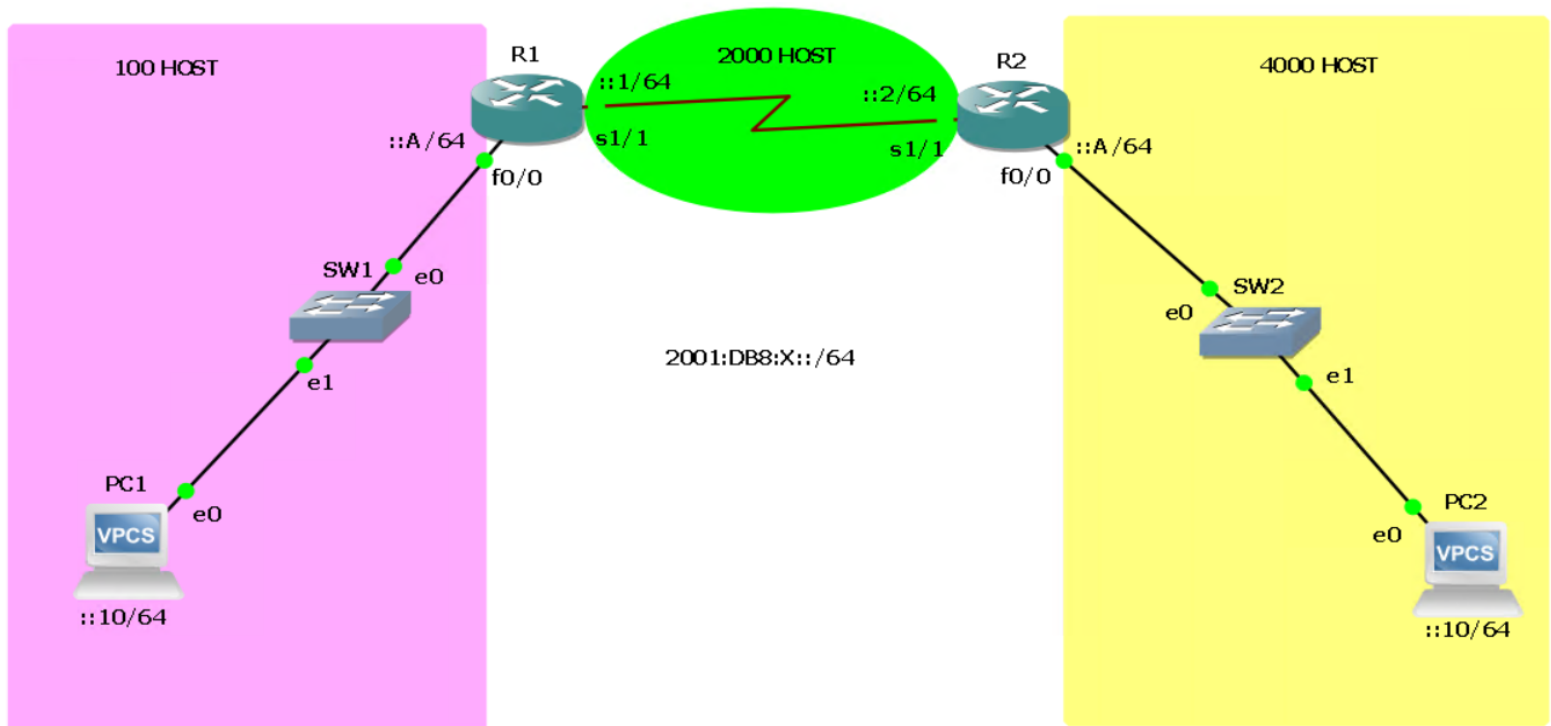 100 HOST
R1
2000 HOST
R2
4000 HOST
::1/64
::2/64
::A/64
s1/1
s1/1
::A/64
f0/0
f0/0
SW1
e0
SW2
e0
2001:DB8:X::/64
e1
e1
PC1
e0
PC2
e0
VPCS
VPCS
::10/64
::10/64